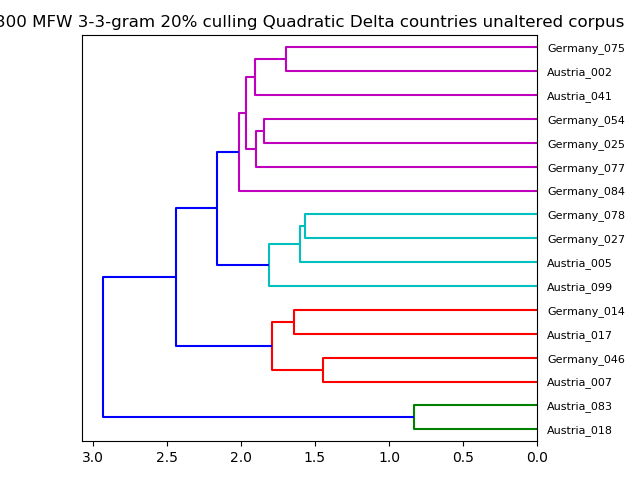 300 MFW 3-3-gram 20% culling Quadratic Delta countries unaltered corpus
Germany_075
Austria_002
Austria_041
Germany_054
Germany_025
Germany_077
Germany_084
Germany_078
Germany_027
Austria_005
Austria_099
Germany_014
Austria_017
Germany_046
Austria_007
Austria_083
Austria_018
3.0 2.5 2.0 1.5 1.0 0.5 0.0